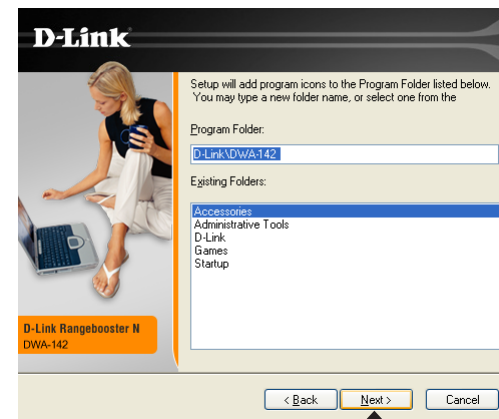 D-Link
Setup will add program icons to the Program Folder listed below.
You may type a new folder name, or select one from the
Program Folder:
D-Link\DWA-142
Existing Folders:
Accessories
Administrative Tools
D-Link
Games
Startup
D-Link Rangebooster N
DWA-142
< Back
Next >
Cancel